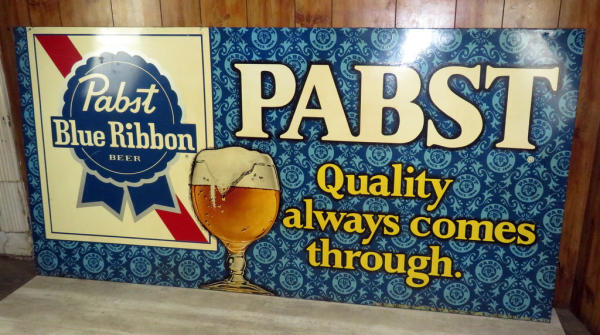 Pabst
Blue Ribbon
BEER
PABST
®
Quality
always comes
through.